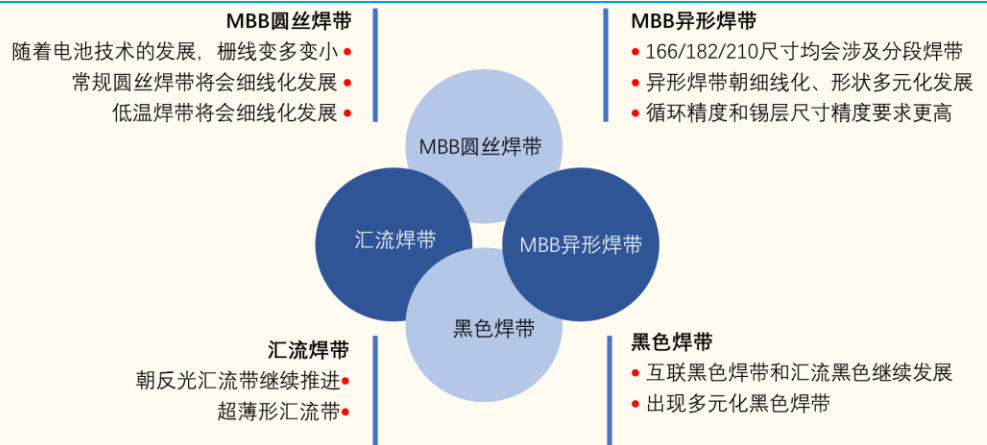 MBB圆丝焊带
随着电池技术的发展，栅线变多变小
常规圆丝焊带将会细线化发展
低温焊带将会细线化发展
MBB异形焊带
166/182/210尺寸均会涉及分段焊带
异形焊带朝细线化、形状多元化发展
循环精度和锡层尺寸精度要求更高
MBB圆丝焊带
汇流焊带
MBB异形焊带
黑色焊带
汇流焊带
朝反光汇流带继续推进
超薄形汇流带
黑色焊带
互联黑色焊带和汇流黑色继续发展
出现多元化黑色焊带